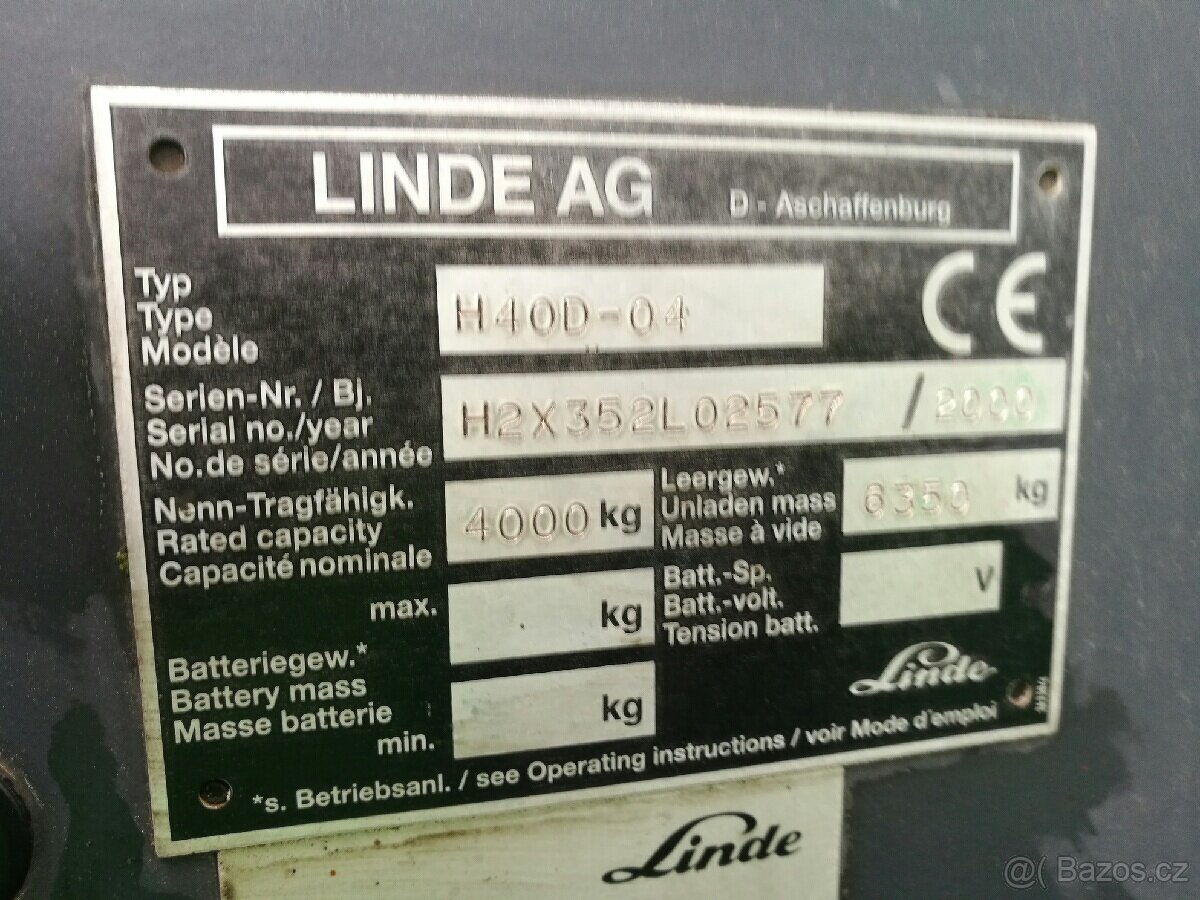 LINDE AG D - Aschaffenburg
Typ
Type
Modèle
H40D-04
CE
Serien-Nr. / Bj.
Serial no./year
No.de série/année
H2X352L02577 / 2000
Nenn-Tragfähigk.
Rated capacity
Capacité nominale
4000 kg
Leergew.*
Unladen mass
Masse à vide
6350 kg
max.
kg
Batt.-Sp.
Batt.-volt.
Tension batt.
V
Batteriegew.*
Battery mass
Masse batterie
min.
kg
Linde
*s. Betriebsanl. / see Operating instructions / voir Mode d'emploi
Linde
@( Bazos.cz